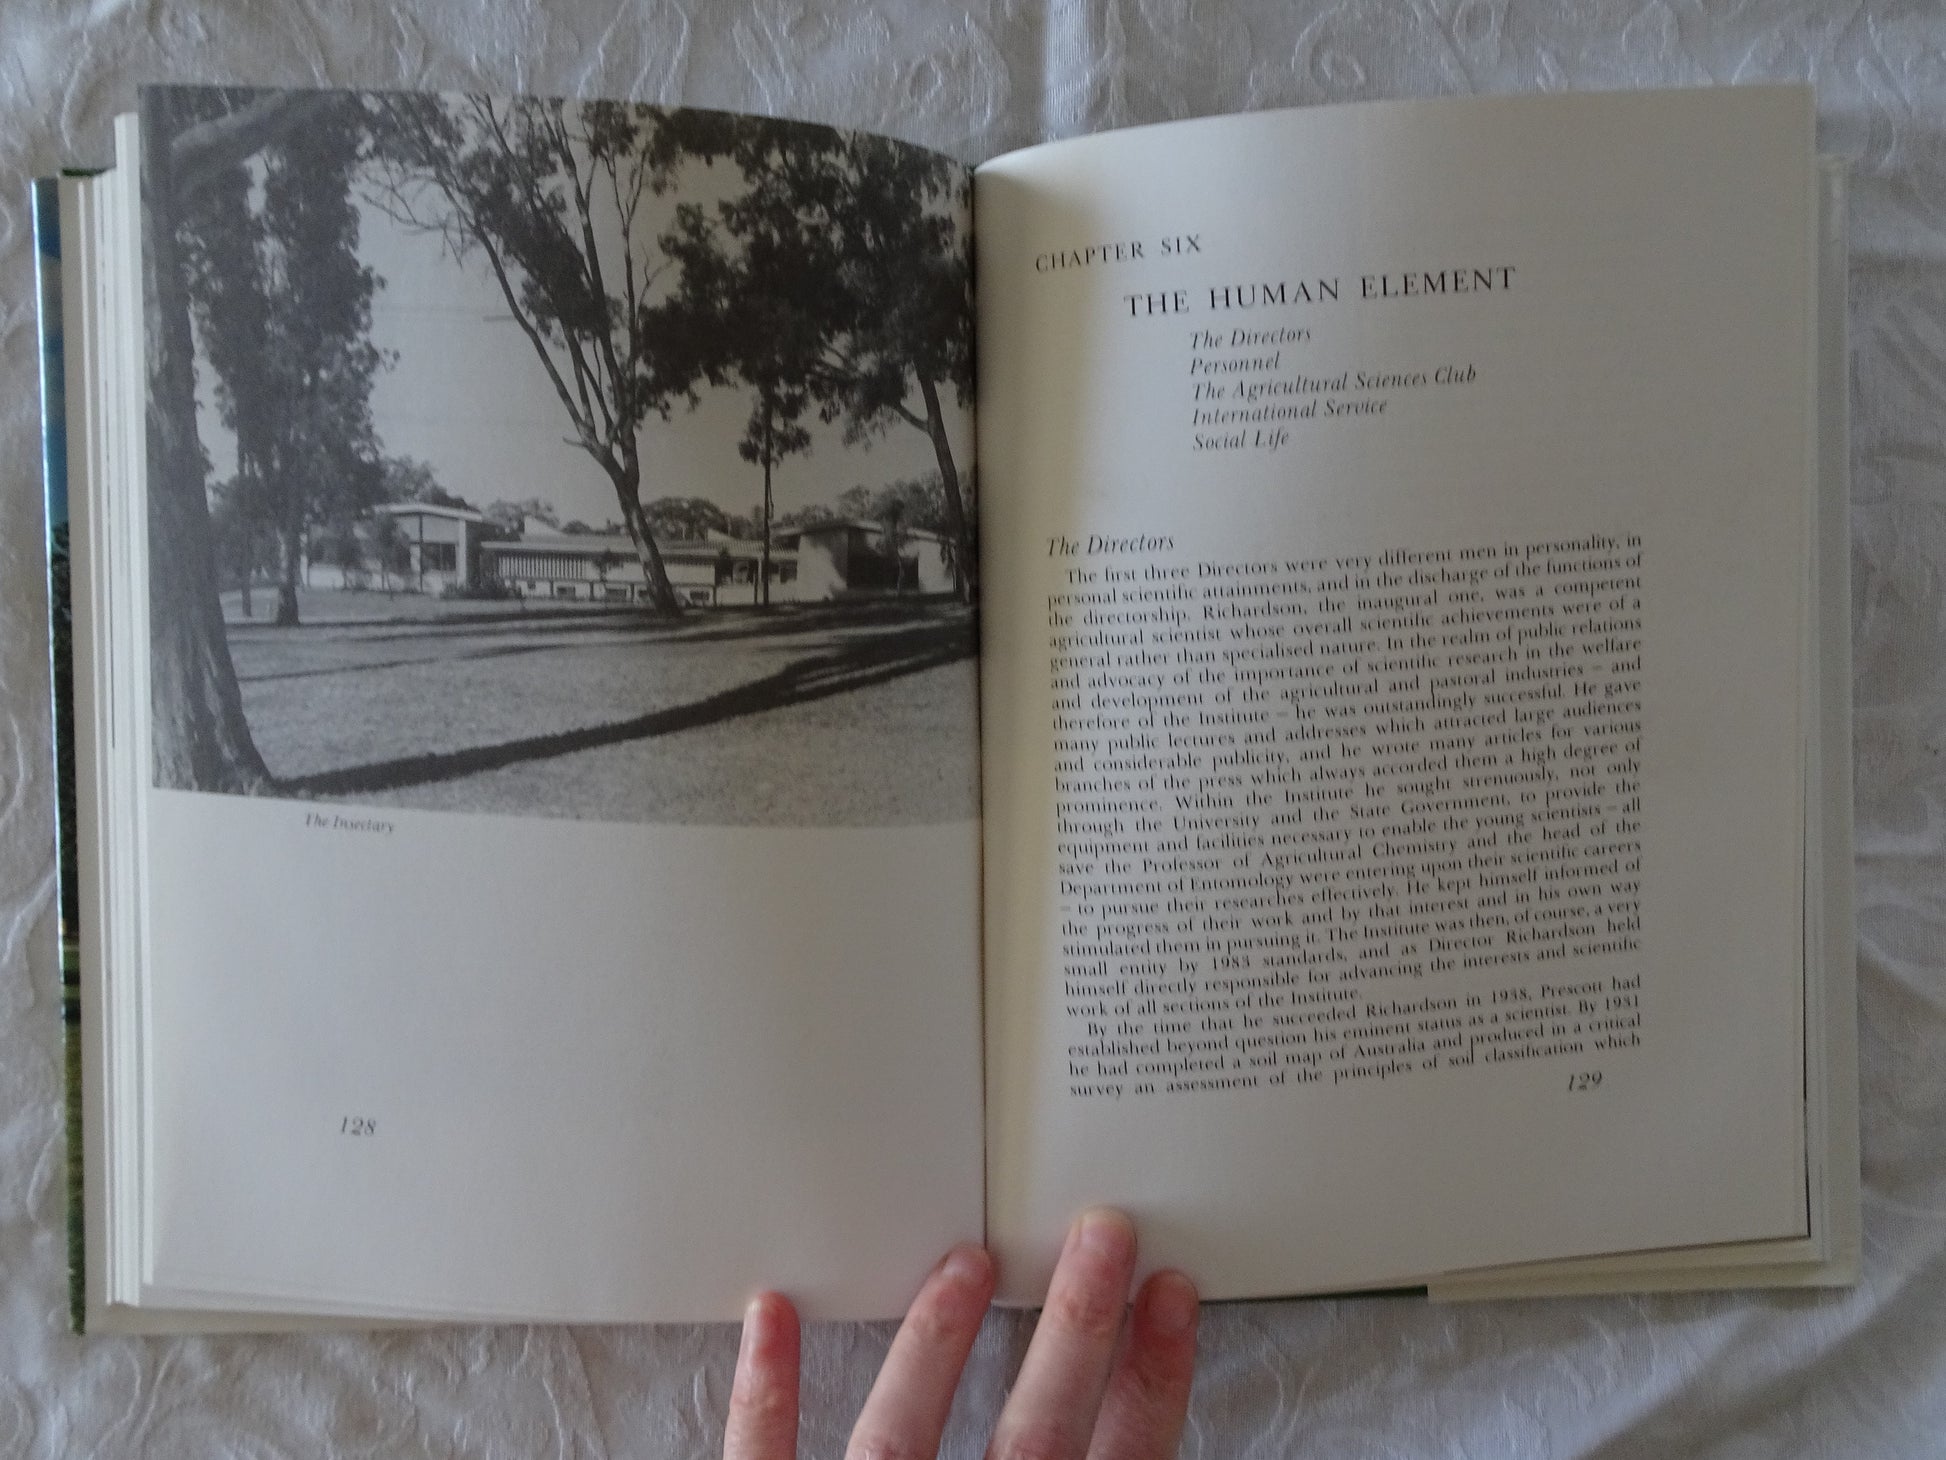 The Insectary
128
CHAPTER SIX
THE HUMAN ELEMENT
The Directors
Personnel
The Agricultural Sciences Club
International Service
Social Life
The Directors
The first three Directors were very different men in personality, in
personal scientific attainments, and in the discharge of the functions of
the directorship. Richardson, the inaugural one, was a competent
agricultural scientist whose overall scientific achievements were of a
general rather than specialised nature. In the realm of public relations
and advocacy of the importance of scientific research in the welfare
and development of the agricultural and pastoral industries – and
therefore of the Institute – he was outstandingly successful. He gave
many public lectures and addresses which attracted large audiences
and considerable publicity, and he wrote many articles for various
branches of the press which always accorded them a high degree of
prominence. Within the Institute he sought strenuously, not only
through the University and the State Government, to provide the
equipment and facilities necessary to enable the young scientists – all
save the Professor of Agricultural Chemistry and the head of the
Department of Entomology were entering upon their scientific careers
– to pursue their researches effectively. He kept himself informed of
the progress of their work and by that interest and in his own way
stimulated them in pursuing it. The Institute was then, of course, a very
small entity by 1983 standards, and as Director Richardson held
himself directly responsible for advancing the interests and scientific
work of all sections of the Institute.
By the time that he succeeded Richardson in 1938, Prescott had
established beyond question his eminent status as a scientist. By 1931
he had completed a soil map of Australia and produced in a critical
survey an assessment of the principles of soil classification which
129